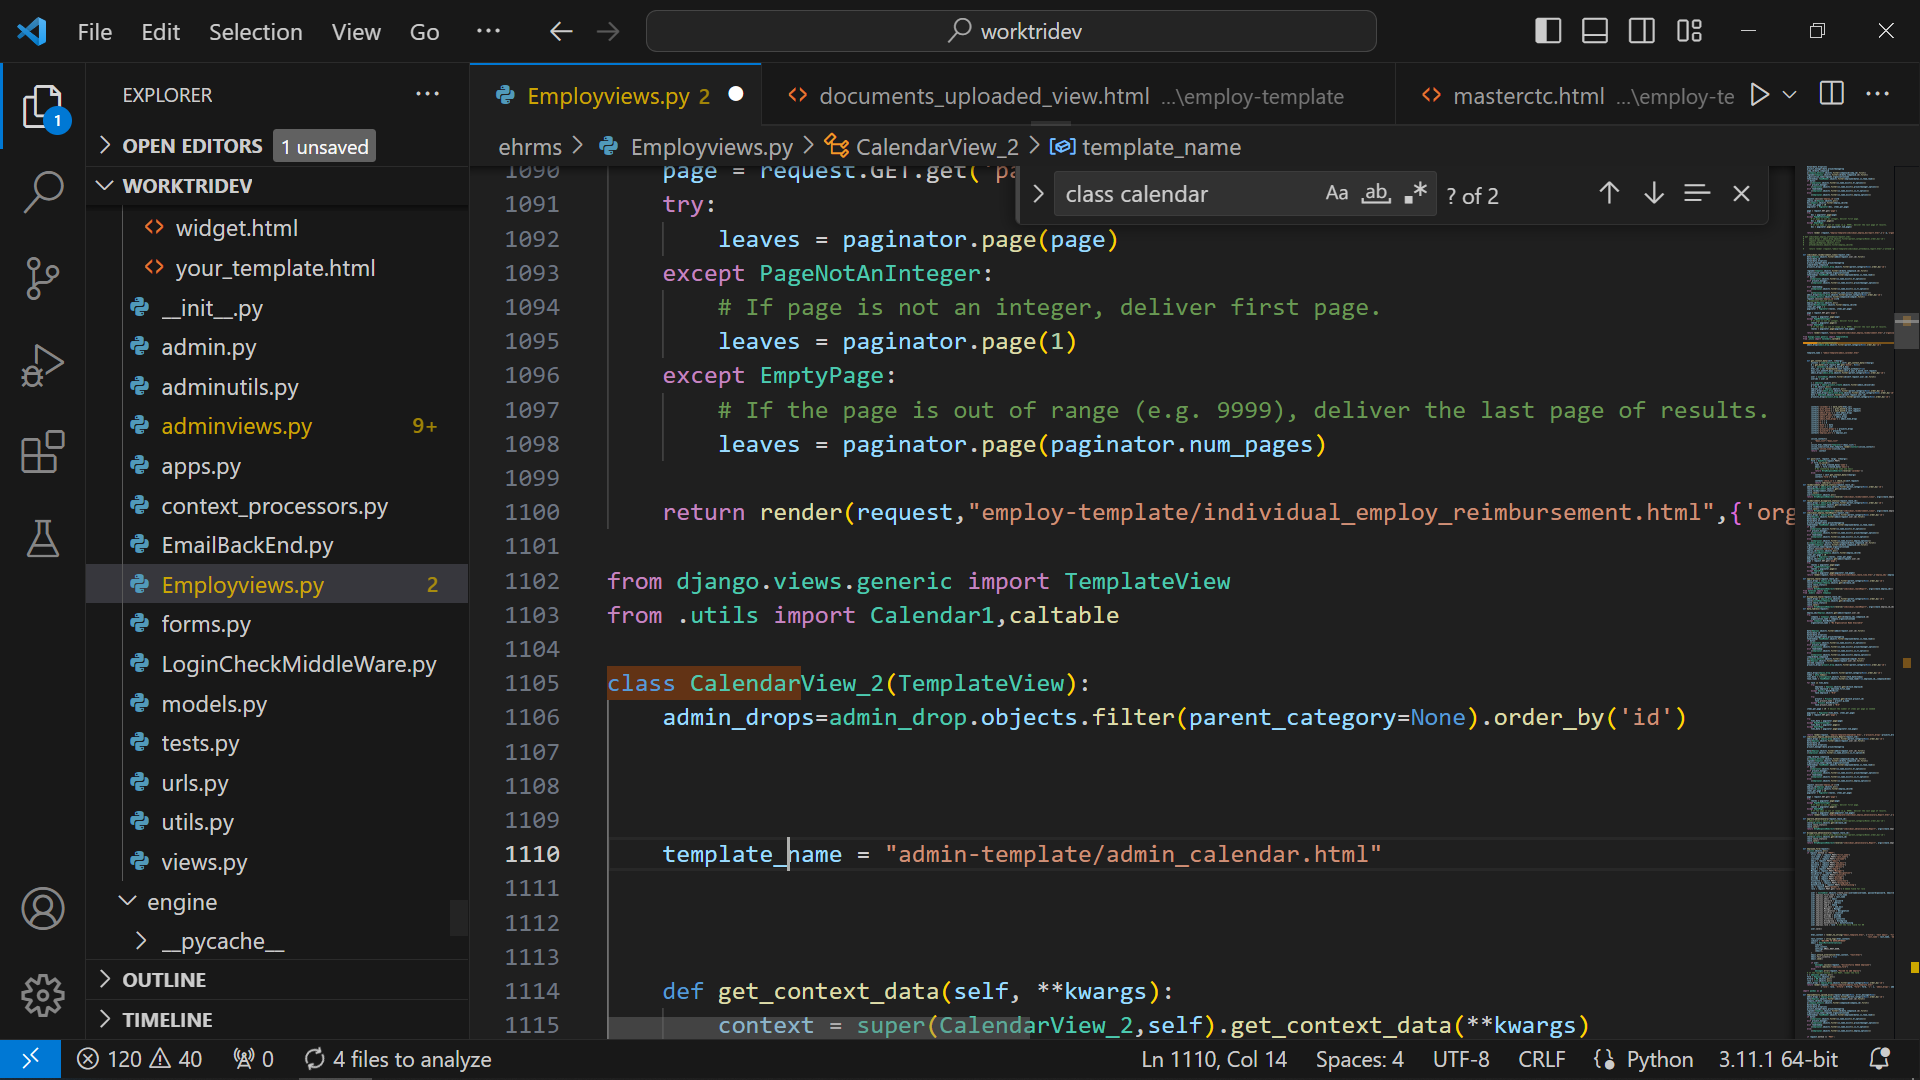 File Edit Selection View Go ··· worktridev
EXPLORER
OPEN EDITORS 1 unsaved
WORKTRIDEV
widget.html
your_template.html
__init__.py
admin.py
adminutils.py
adminviews.py 9+
apps.py
context_processors.py
EmailBackEnd.py
Employviews.py 2
forms.py
LoginCheckMiddleWare.py
models.py
tests.py
urls.py
utils.py
views.py
engine
__pycache__
OUTLINE
TIMELINE
1
Employviews.py 2
documents_uploaded_view.html ...\employ-template
masterctc.html ...\employ-te
ehrms > Employviews.py > CalendarView_2 > template_name
class calendar Aa ab .* ? of 2
1090 page = request.GET.get('pa
1091 try:
1092 leaves = paginator.page(page)
1093 except PageNotAnInteger:
1094 # If page is not an integer, deliver first page.
1095 leaves = paginator.page(1)
1096 except EmptyPage:
1097 # If the page is out of range (e.g. 9999), deliver the last page of results.
1098 leaves = paginator.page(paginator.num_pages)
1099
1100 return render(request,"employ-template/individual_employ_reimbursement.html",{'org
1101
1102 from django.views.generic import TemplateView
1103 from .utils import Calendar1,caltable
1104
1105 class CalendarView_2(TemplateView):
1106 admin_drops=admin_drop.objects.filter(parent_category=None).order_by('id')
1107
1108
1109
1110 template_name = "admin-template/admin_calendar.html"
1111
1112
1113
1114 def get_context_data(self, **kwargs):
1115 context = super(CalendarView_2,self).get_context_data(**kwargs)
120 40 0 4 files to analyze Ln 1110, Col 14 Spaces: 4 UTF-8 CRLF Python 3.11.1 64-bit